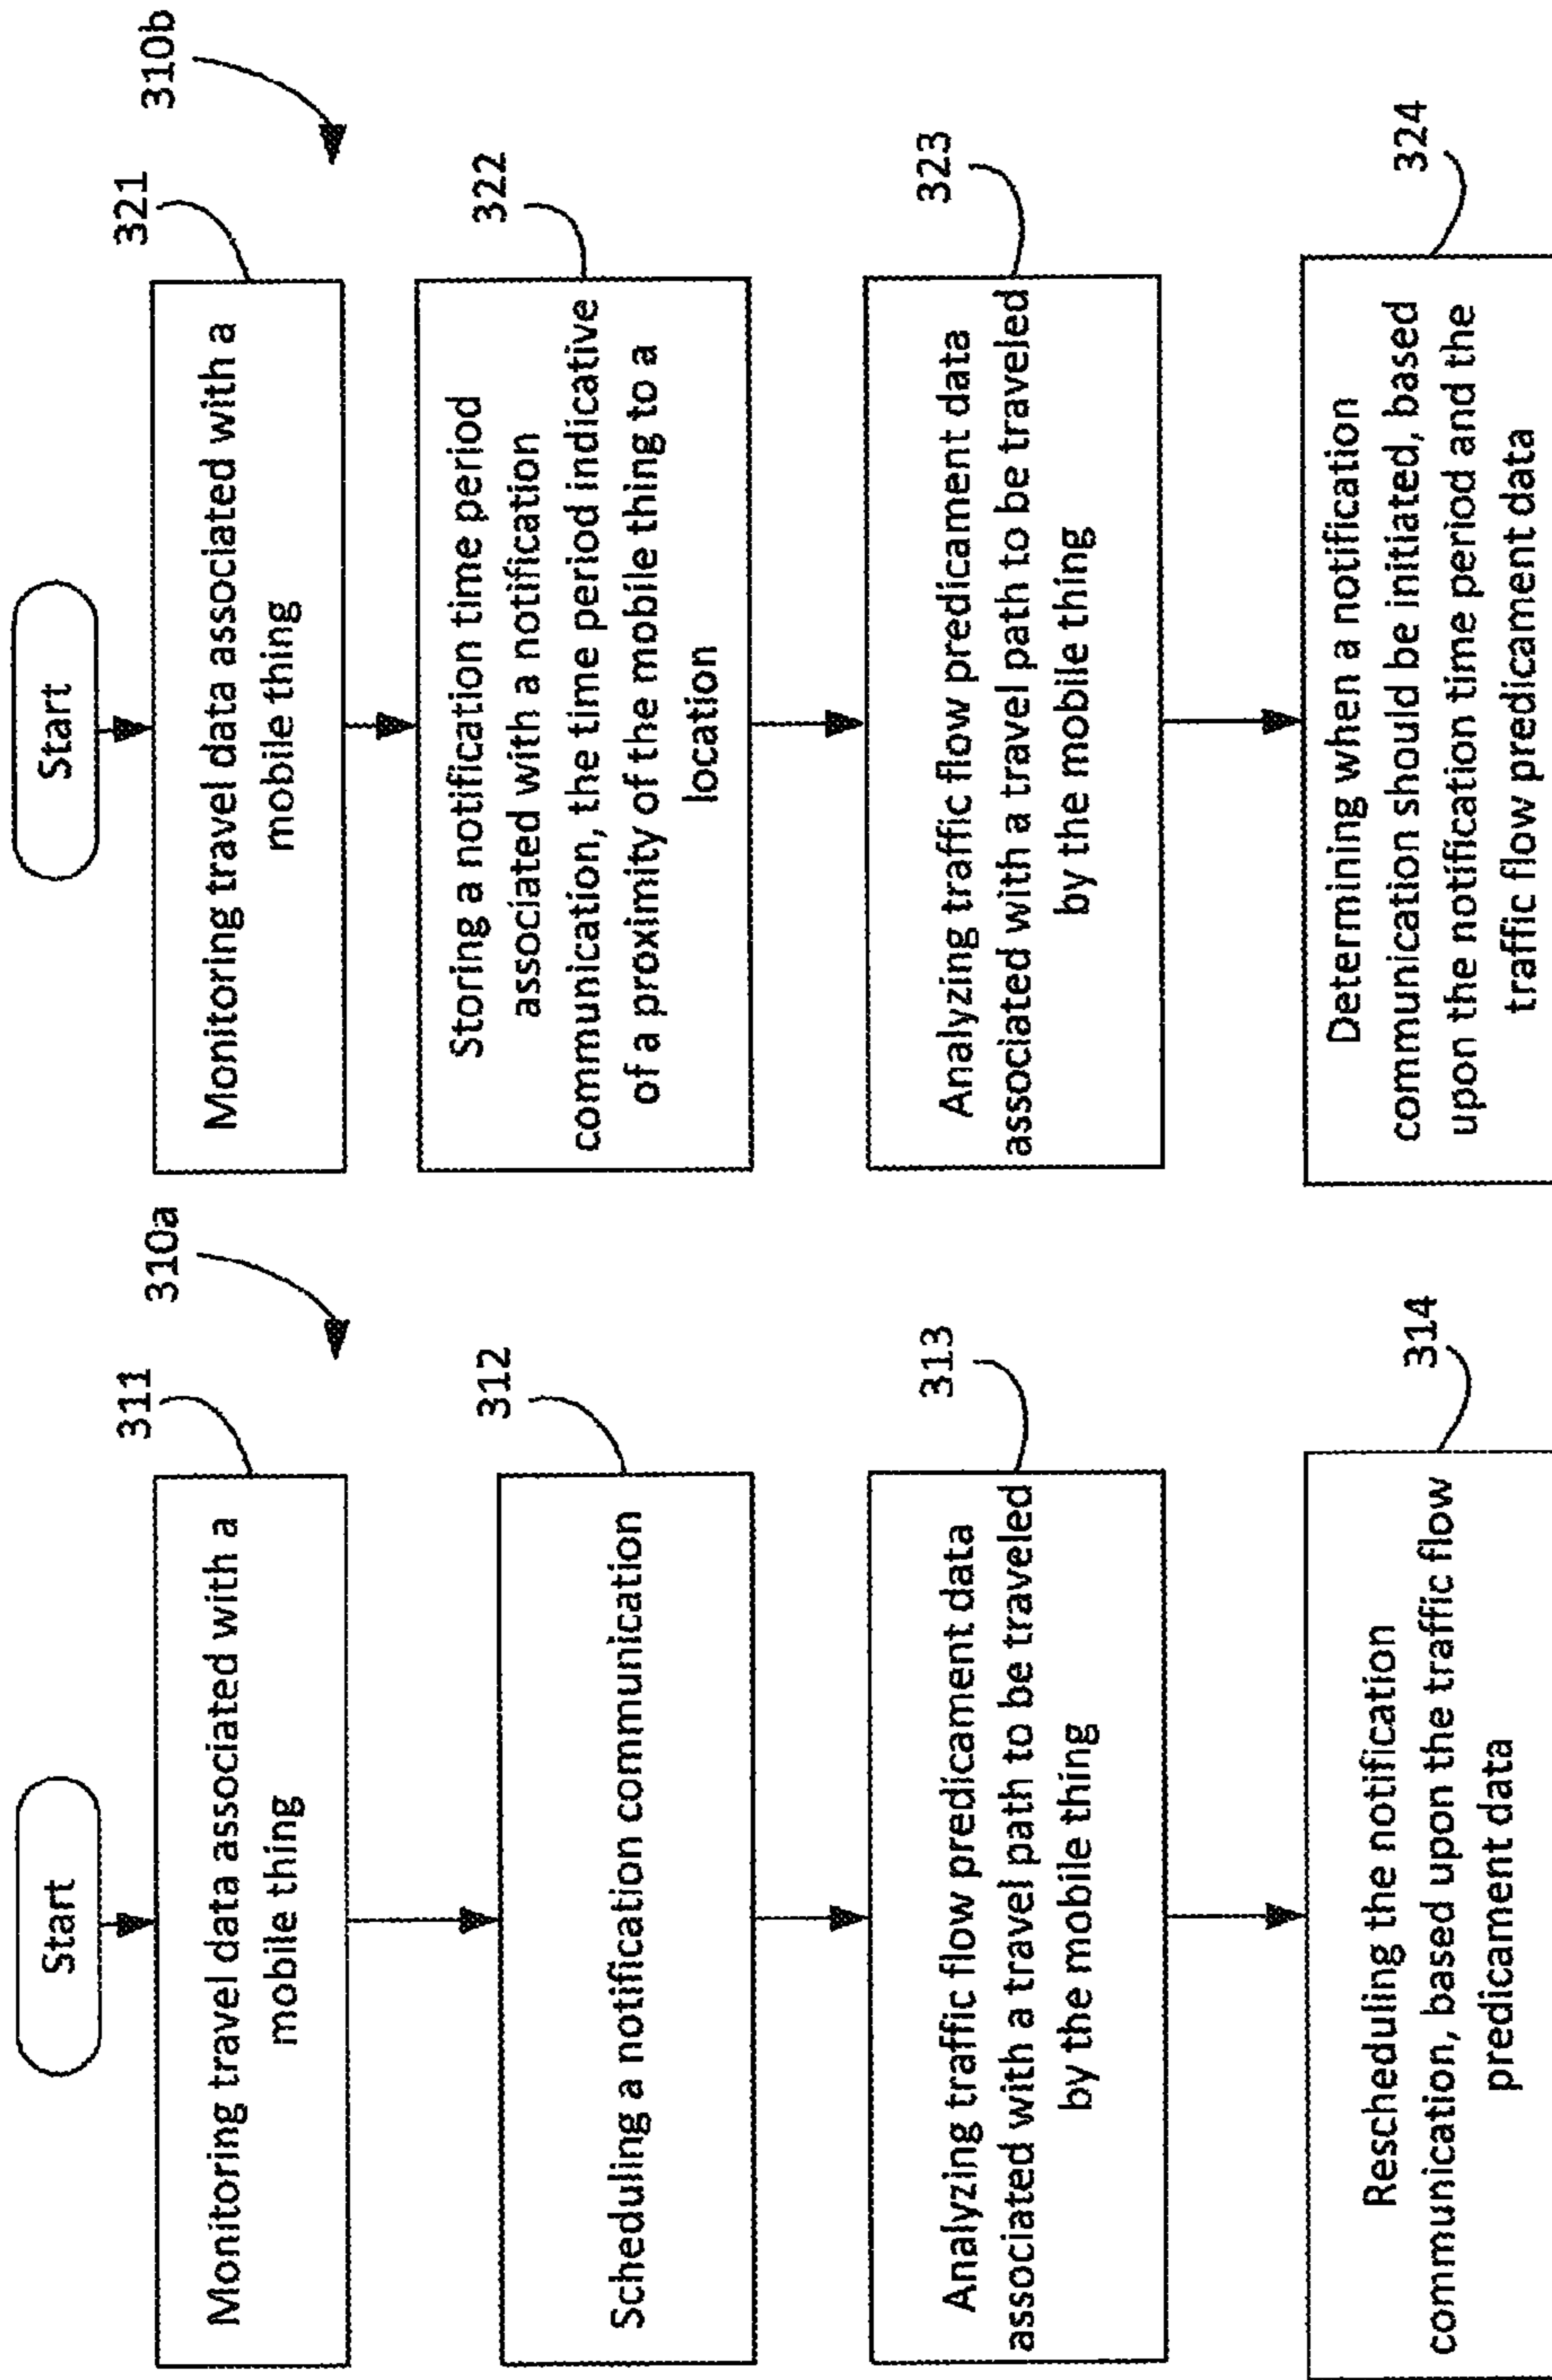 Start
310a
311
Monitoring travel data associated with a
mobile thing
312
Scheduling a notification communication
313
Analyzing traffic flow predicament data
associated with a travel path to be traveled
by the mobile thing
314
Rescheduling the notification
communication, based upon the traffic flow
predicament data
Start
310b
321
Monitoring travel data associated with a
mobile thing
322
Storing a notification time period
associated with a notification
communication, the time period indicative
of a proximity of the mobile thing to a
location
323
Analyzing traffic flow predicament data
associated with a travel path to be traveled
by the mobile thing
324
Determining when a notification
communication should be initiated, based
upon the notification time period and the
traffic flow predicament data